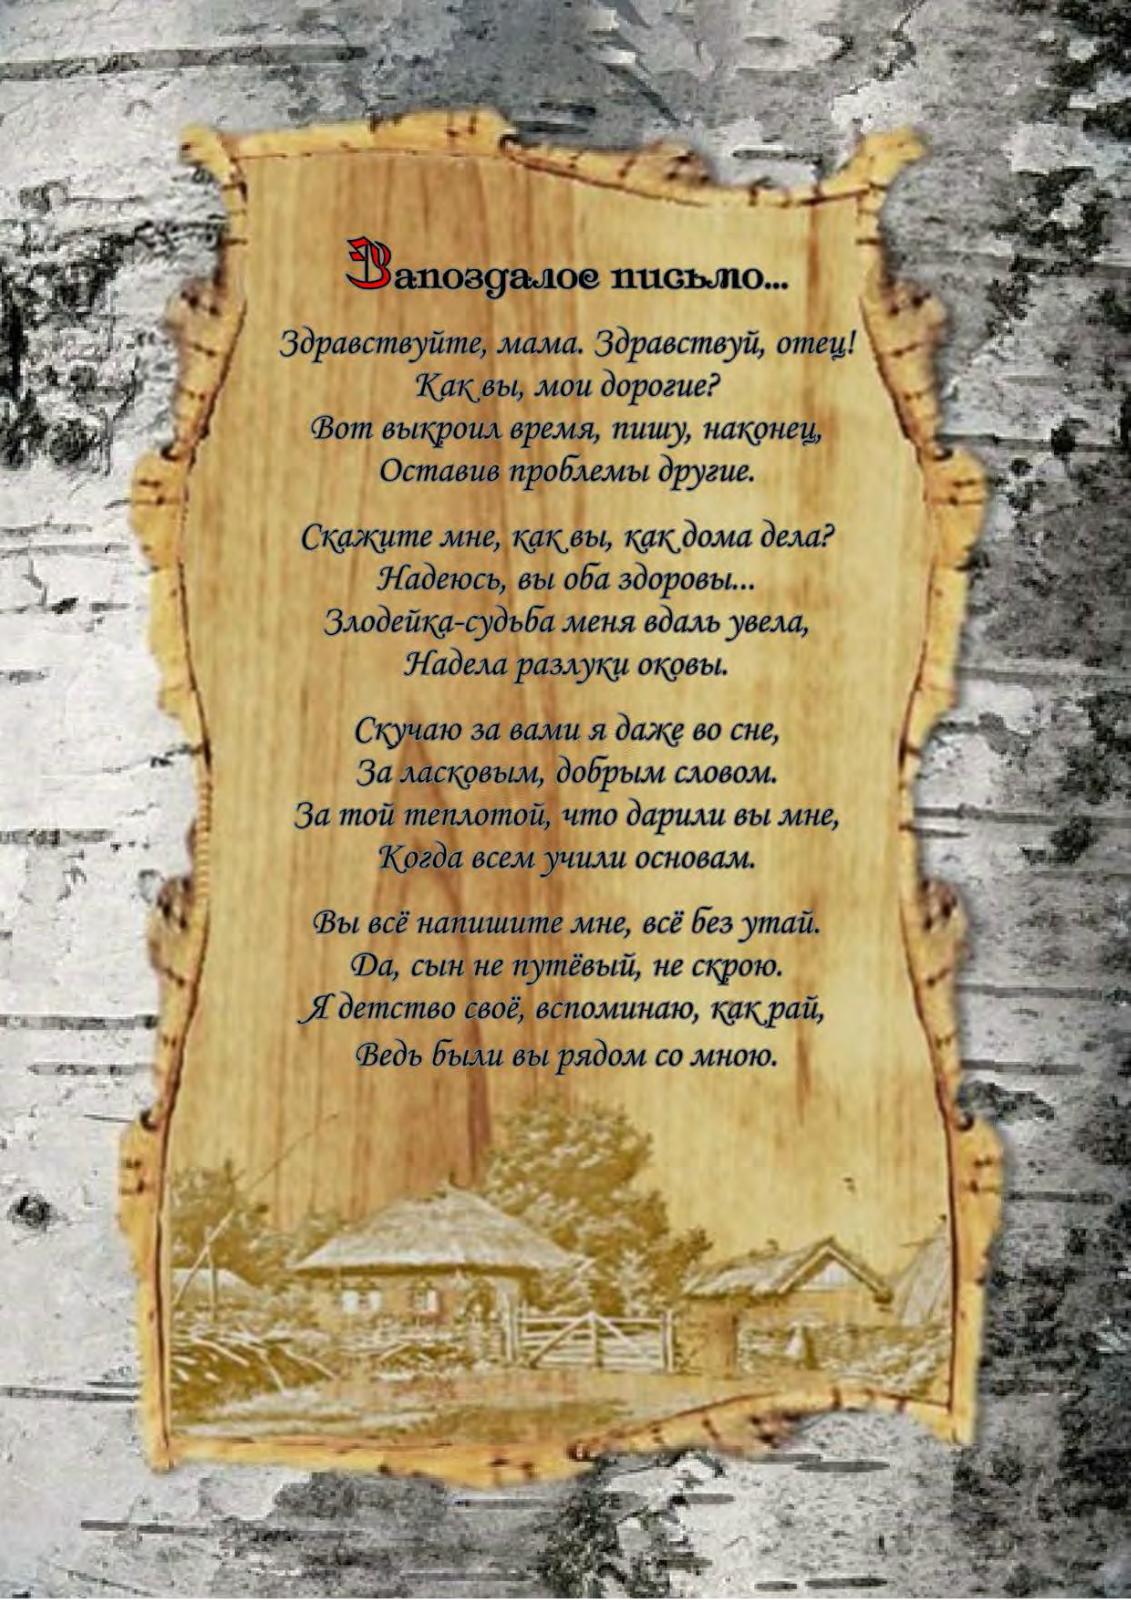 Запоздалое письмо...
Здравствуйте, мама. Здравствуй, отец!
Как вы, мои дорогие?
Вот выкроил время, пишу, наконец,
Оставив проблемы другие.
Скажите мне, как вы, как дома дела?
Надеюсь, вы оба здоровы...
Злодейка-судьба меня вдаль увела,
Надела разлуки оковы.
Скучаю за вами я даже во сне,
За ласковым, добрым словом.
За той теплотой, что дарили вы мне,
Когда всем учили основам.
Вы всё напишите мне, всё без утай.
Да, сын не путёвый, не скрою.
Я детство своё, вспоминаю, как рай,
Ведь были вы рядом со мною.